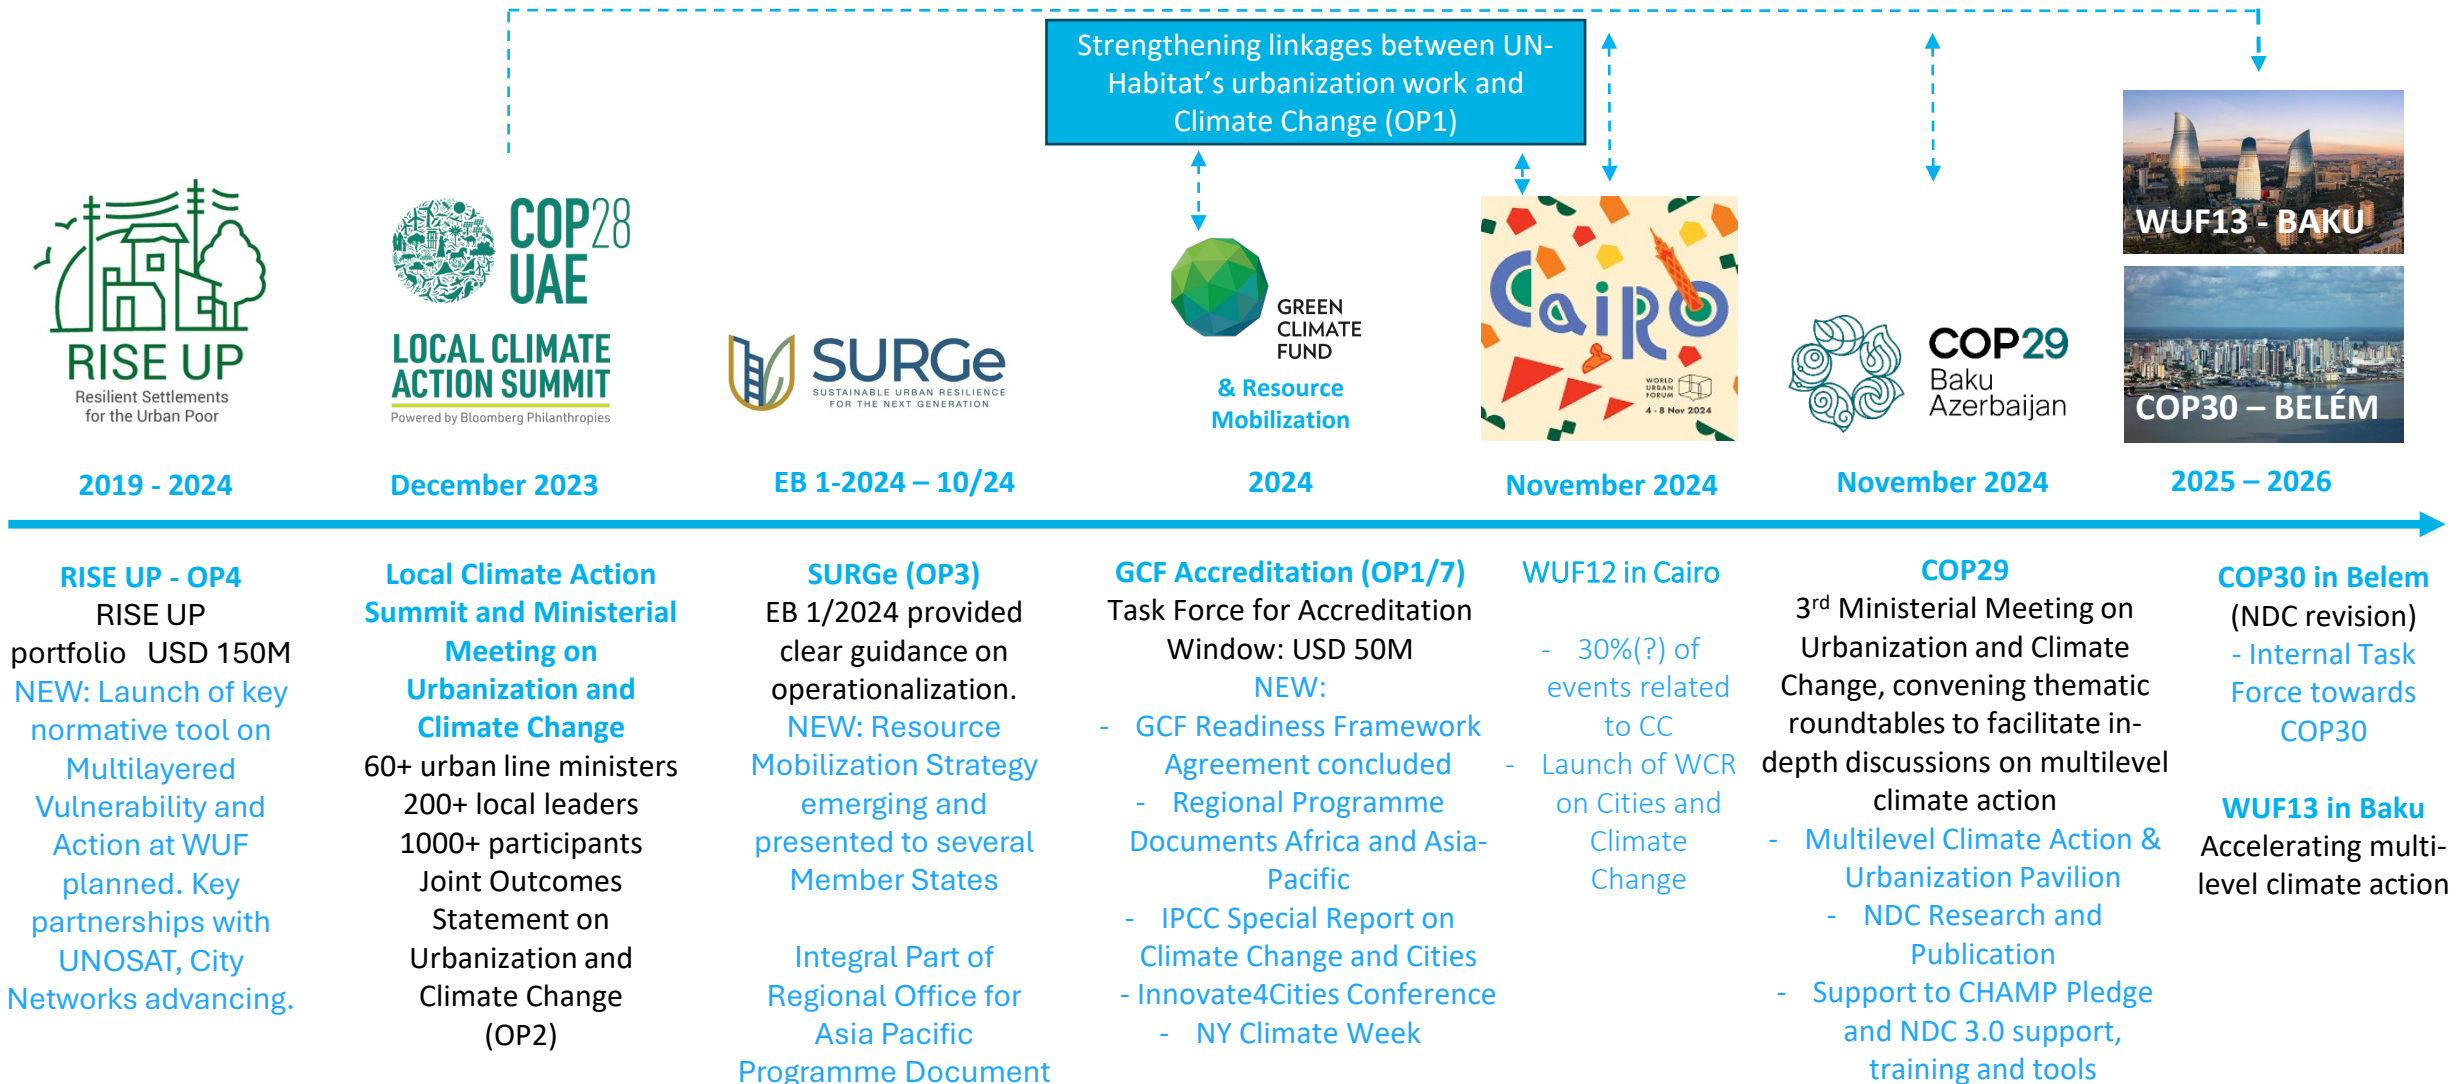 Strengthening linkages between UN-
Habitat's urbanization work and
Climate Change (OP1)
RISE UP
Resilient Settlements
for the Urban Poor
COP28
UAE
LOCAL CLIMATE
ACTION SUMMIT
Powered by Bloomberg Philanthropies
SURGe
SUSTAINABLE URBAN RESILIENCE
FOR THE NEXT GENERATION
GREEN
CLIMATE
FUND
& Resource
Mobilization
CaiRO
WORLD
URBAN
FORUM
4 - 8 Nov 2024
COP29
Baku
Azerbaijan
WUF13 - BAKU
COP30 – BELÉM
2019 - 2024
December 2023
EB 1-2024 – 10/24
2024
November 2024
November 2024
2025 – 2026
RISE UP - OP4
RISE UP
portfolio USD 150M
NEW: Launch of key
normative tool on
Multilayered
Vulnerability and
Action at WUF
planned. Key
partnerships with
UNOSAT, City
Networks advancing.
Local Climate Action
Summit and Ministerial
Meeting on
Urbanization and
Climate Change
60+ urban line ministers
200+ local leaders
1000+ participants
Joint Outcomes
Statement on
Urbanization and
Climate Change
(OP2)
SURGe (OP3)
EB 1/2024 provided
clear guidance on
operationalization.
NEW: Resource
Mobilization Strategy
emerging and
presented to several
Member States
Integral Part of
Regional Office for
Asia Pacific
Programme Document
GCF Accreditation (OP1/7)
Task Force for Accreditation
Window: USD 50M
NEW:
- GCF Readiness Framework
Agreement concluded
- Regional Programme
Documents Africa and Asia-
Pacific
- IPCC Special Report on
Climate Change and Cities
- Innovate4Cities Conference
- NY Climate Week
WUF12 in Cairo
- 30%(?) of
events related
to CC
- Launch of WCR
on Cities and
Climate
Change
COP29
3rd Ministerial Meeting on
Urbanization and Climate
Change, convening thematic
roundtables to facilitate in-
depth discussions on multilevel
climate action
- Multilevel Climate Action &
Urbanization Pavilion
- NDC Research and
Publication
- Support to CHAMP Pledge
and NDC 3.0 support,
training and tools
COP30 in Belem
(NDC revision)
- Internal Task
Force towards
COP30
WUF13 in Baku
Accelerating multi-
level climate action